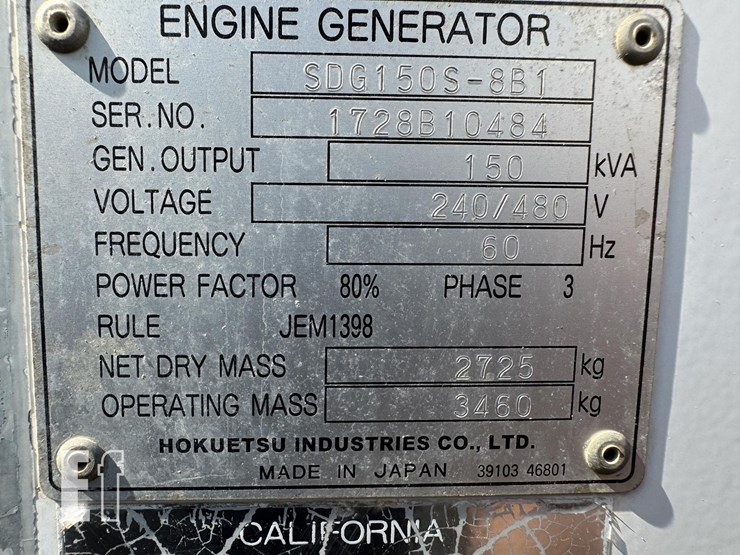 ENGINE GENERATOR
MODEL SDG150S-8B1
SER.NO. 1728B10484
GEN.OUTPUT 150 kVA
VOLTAGE 240/480 V
FREQUENCY 60 Hz
POWER FACTOR 80% PHASE 3
RULE JEM1398
NET DRY MASS 2725 kg
OPERATING MASS 3460 kg
HOKUETSU INDUSTRIES CO., LTD.
MADE IN JAPAN 39103 46801
ff
CALIFORNIA